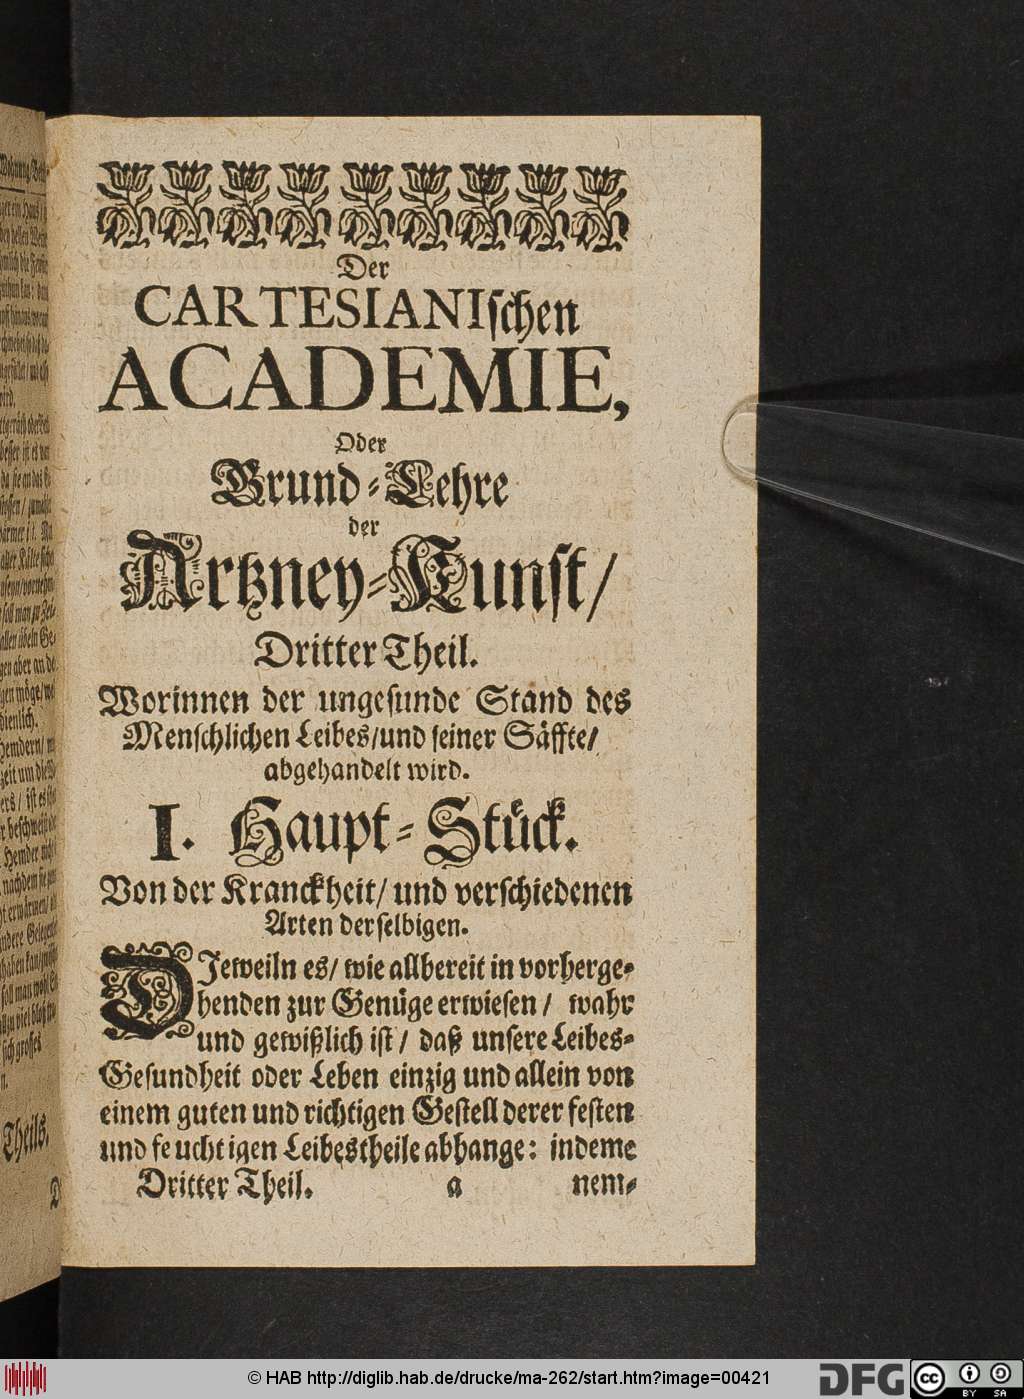 Der
CARTESIANIschen
ACADEMIE,
Oder
Grund-Lehre
der
Artzney-Kunst/
Dritter Theil.
Worinnen der ungesunde Stand des
Menschlichen Leibes/und seiner Säffte/
abgehandelt wird.
I. Haupt-Stück.
Von der Kranckheit/ und verschiedenen
Arten derselbigen.
DJeweiln es/ wie allbereit in vorherge-
henden zur Genüge erwiesen/ wahr
und gewißlich ist/ daß unsere Leibes-
Gesundheit oder Leben einzig und allein von
einem guten und richtigen Gestell derer festen
und feuchtigen Leibestheile abhange: indeme
Dritter Theil. a nem-
Theils.
© HAB http://diglib.hab.de/drucke/ma-262/start.htm?image=00421
DFG
cc
BY SA